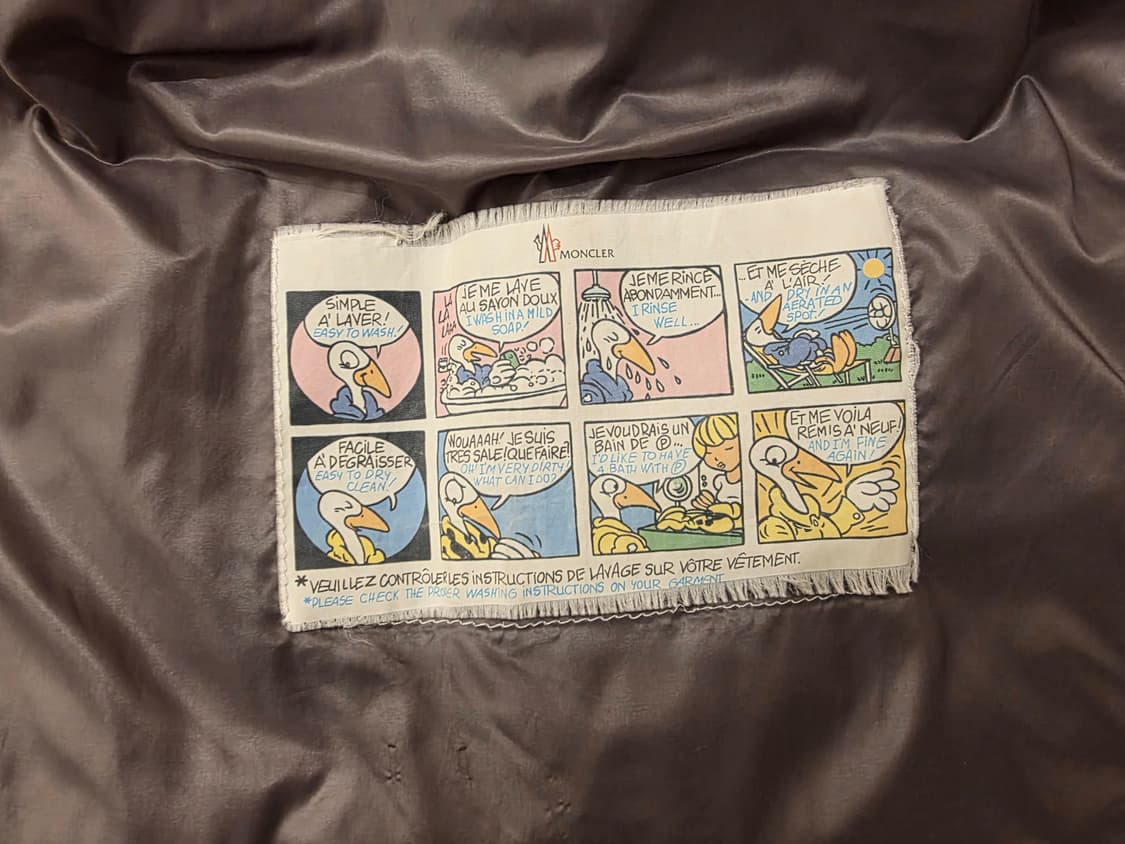 MONCLER
SIMPLE
A' LAVER!
EASY TO WASH!
LA
LA
LAAA
JE ME LAVE
AU SAVON DOUX
I WASH IN A MILD
SOAP!
JE ME RINCE
ABONDAMMENT...
I RINSE
WELL...
...ET ME SÈCHE
A' L'AIR!
-AND DRY IN AN
AERATED
SPOT!
FACILE
A' DEGRAISSER
EASY TO DRY
CLEAN!
WOUAAAH! JE SUIS
TRES SALE! QUE FAIRE?
OH! I'M VERY DIRTY!
WHAT CAN I DO?
JE VOUDRAIS UN
BAIN DE Ⓟ...
I'D LIKE TO HAVE
A BATH WITH Ⓟ
ET ME VOILA
REMIS A' NEUF!
AND I'M FINE
AGAIN!
*VEUILLEZ CONTRÔLER LES INSTRUCTIONS DE LAVAGE SUR VÔTRE VÊTEMENT.
*PLEASE CHECK THE PROPER WASHING INSTRUCTIONS ON YOUR GARMENT